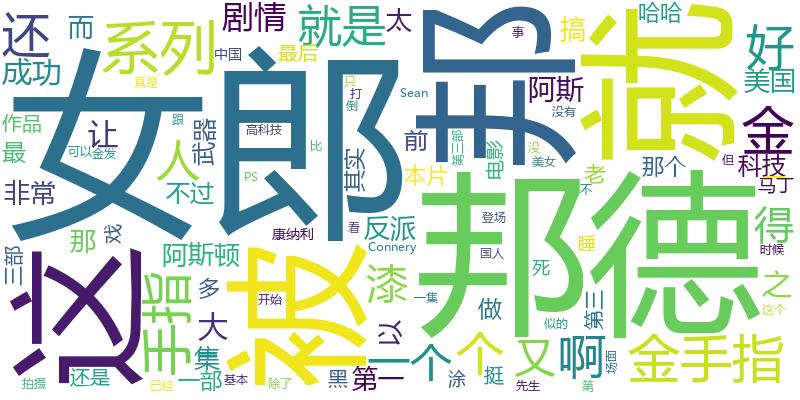 还 而 系列 剧情 就是 太 邦 事 搞 哈哈 好
成功 中国 最后 真是 女郎 只 打 倒 Sean 阿斯 没有 就 美国
作品 让 武器 跟 高科技 可以 金发 比 前 电影 第三部 没 美女 但 科技 金
最 人 不过 PS 其实 本片 老 那个 不 马丁
非常 那 戏 阿斯顿 康纳利 看 反派 Connery 登场 国人 邦德 睡 得 时候
三部 这 手指 多 被 开始 漆 一集 做 死 似的 第三 之 这个
大 以 集 一个 个 又 啊 金手指
拍摄 还是 已经 一部 基本 除了 黑 第一 涂 挺 先生 第 场面